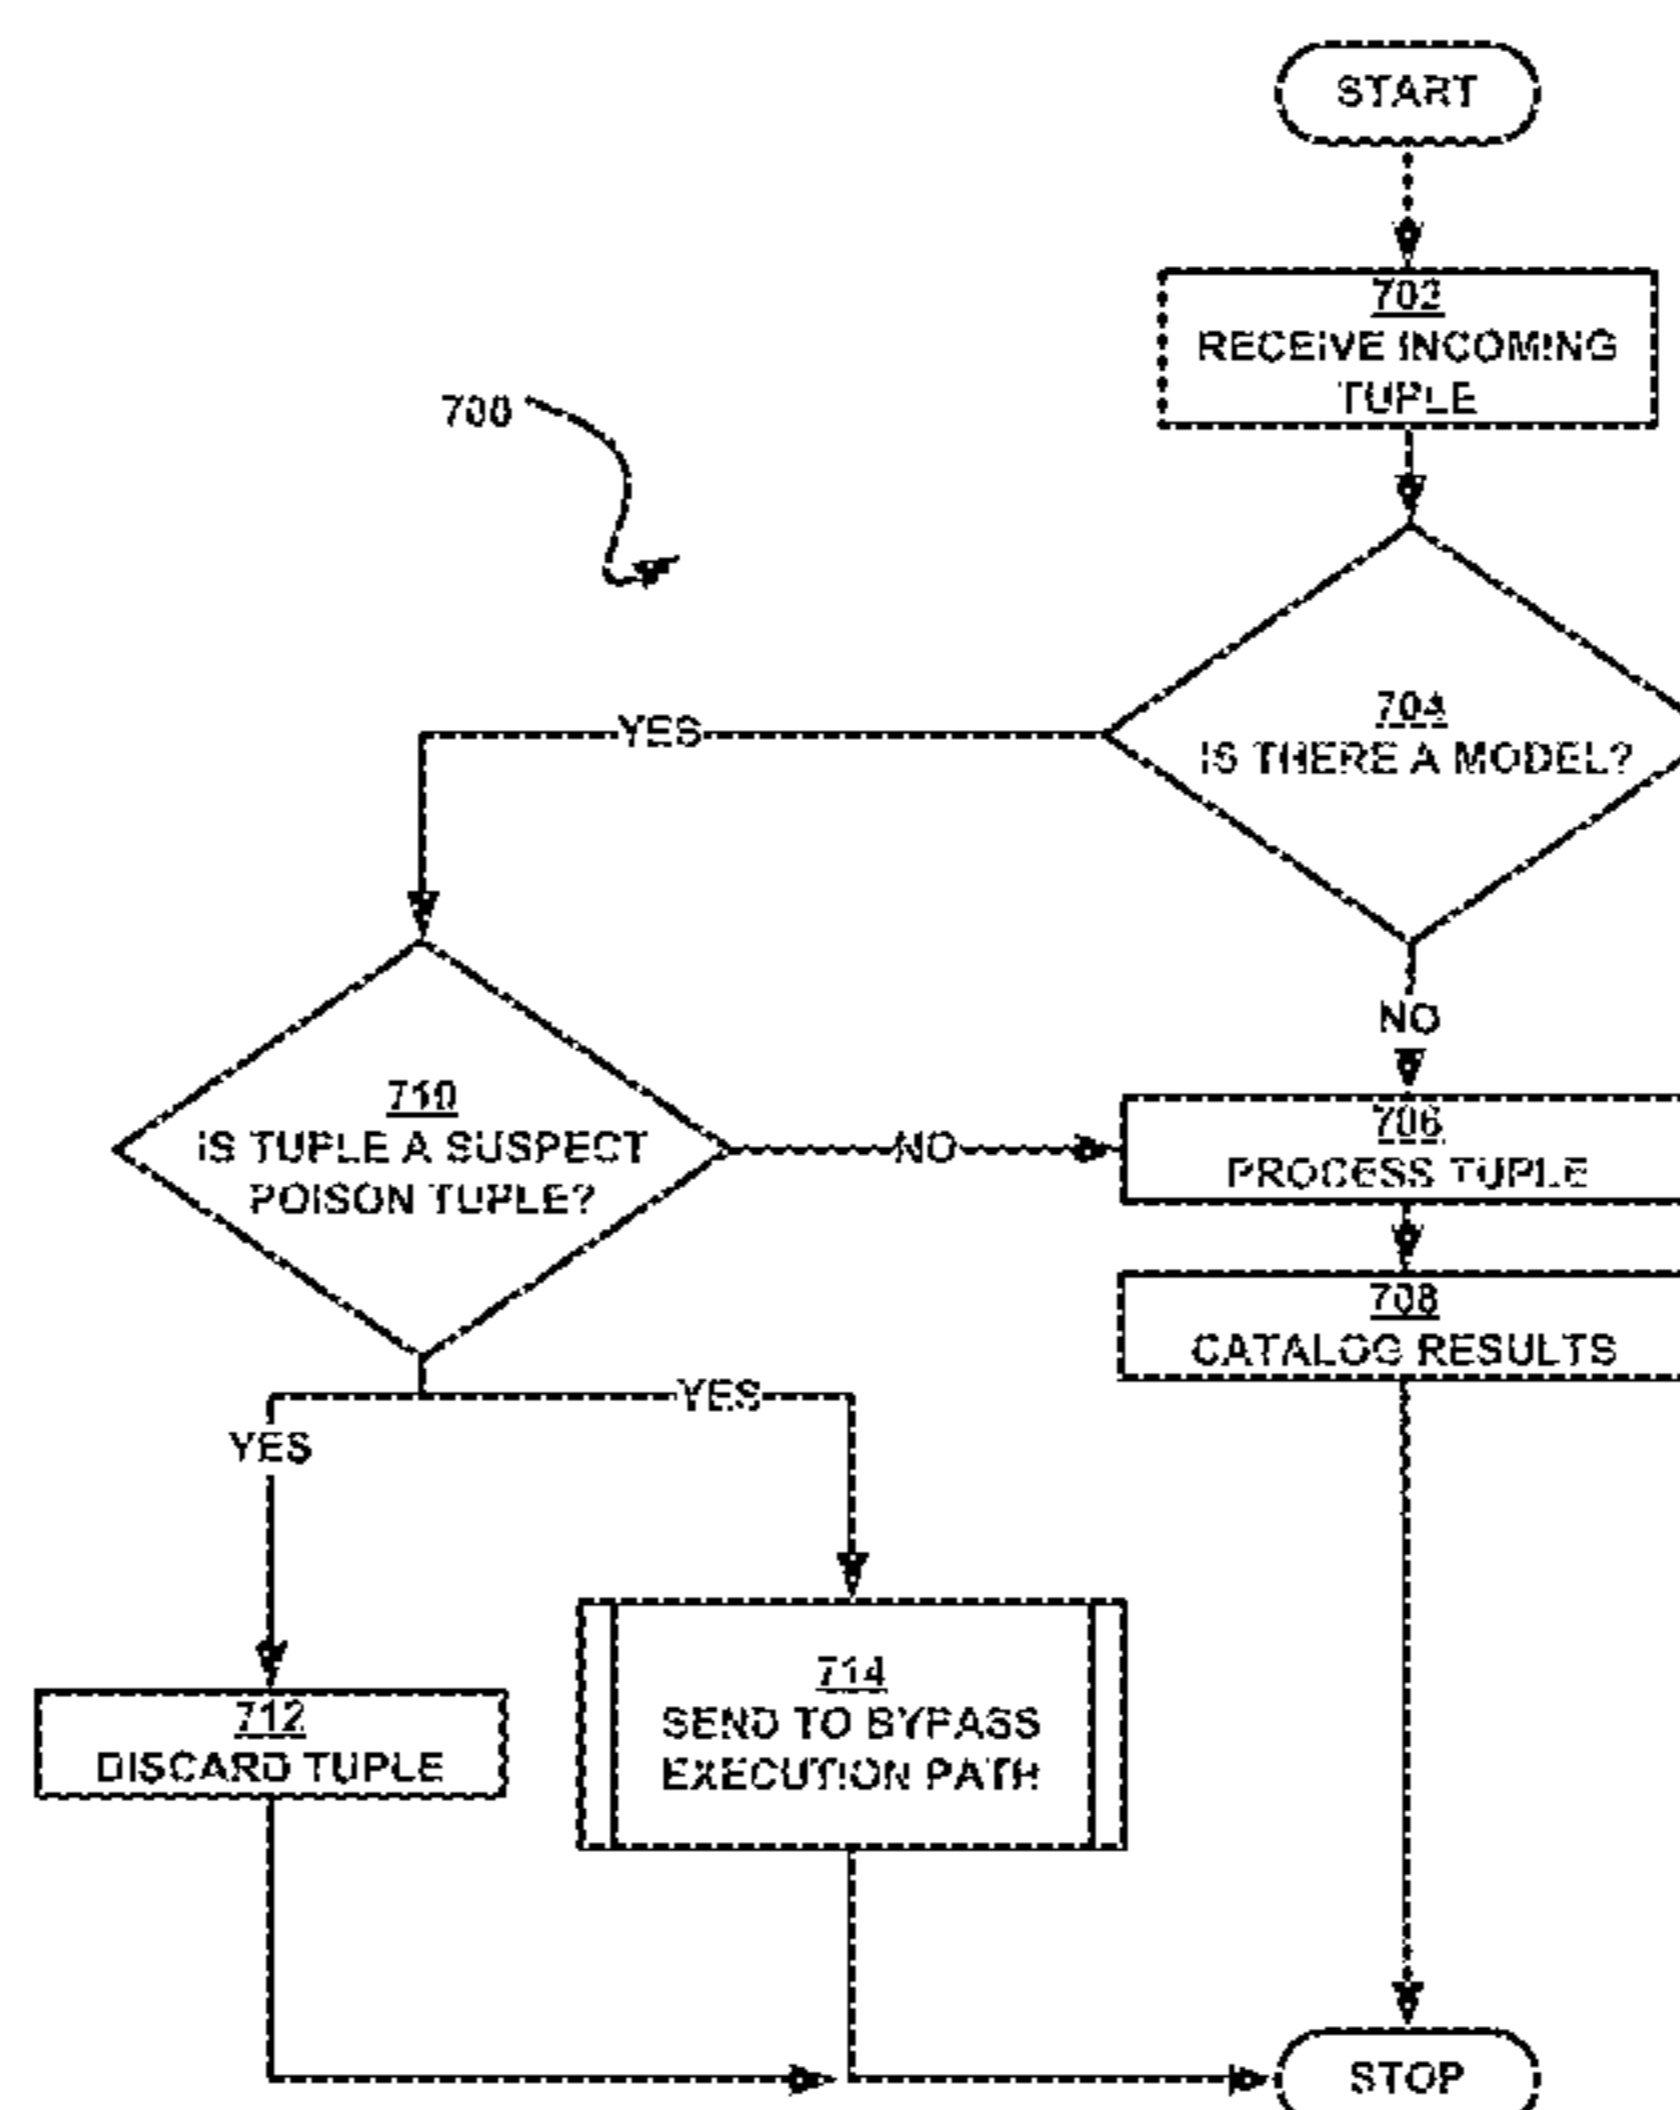 START
702
RECEIVE INCOMING
TUPLE
700
704
IS THERE A MODEL?
YES
NO
710
IS TUPLE A SUSPECT
POISON TUPLE?
NO
706
PROCESS TUPLE
708
CATALOG RESULTS
YES
YES
712
DISCARD TUPLE
714
SEND TO BYPASS
EXECUTION PATH
STOP